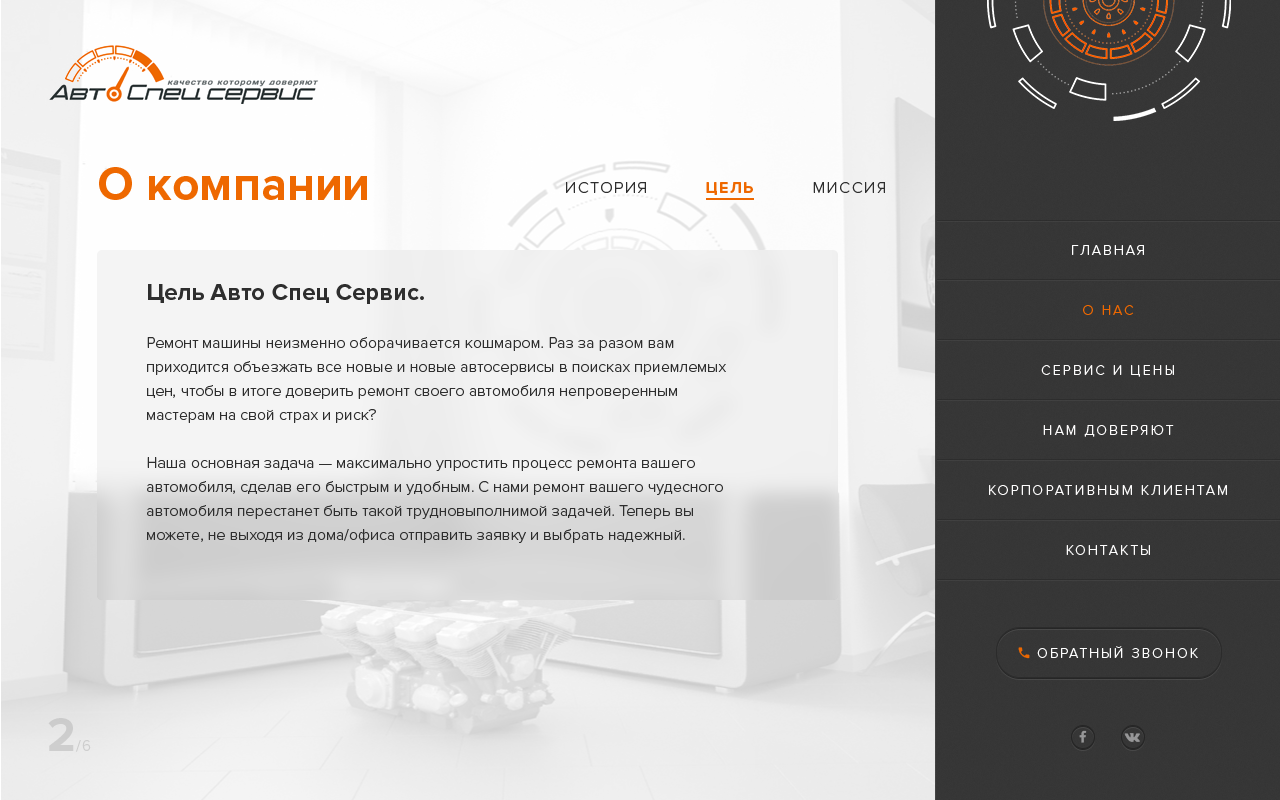 качество которому доверяют
Авто Спец сервис
О компании
ИСТОРИЯ
ЦЕЛЬ
МИССИЯ
Цель Авто Спец Сервис.
Ремонт машины неизменно оборачивается кошмаром. Раз за разом вам
приходится объезжать все новые и новые автосервисы в поисках приемлемых
цен, чтобы в итоге доверить ремонт своего автомобиля непроверенным
мастерам на свой страх и риск?
Наша основная задача — максимально упростить процесс ремонта вашего
автомобиля, сделав его быстрым и удобным. С нами ремонт вашего чудесного
автомобиля перестанет быть такой трудновыполнимой задачей. Теперь вы
можете, не выходя из дома/офиса отправить заявку и выбрать надежный.
2/6
ГЛАВНАЯ
О НАС
СЕРВИС И ЦЕНЫ
НАМ ДОВЕРЯЮТ
КОРПОРАТИВНЫМ КЛИЕНТАМ
КОНТАКТЫ
ОБРАТНЫЙ ЗВОНОК